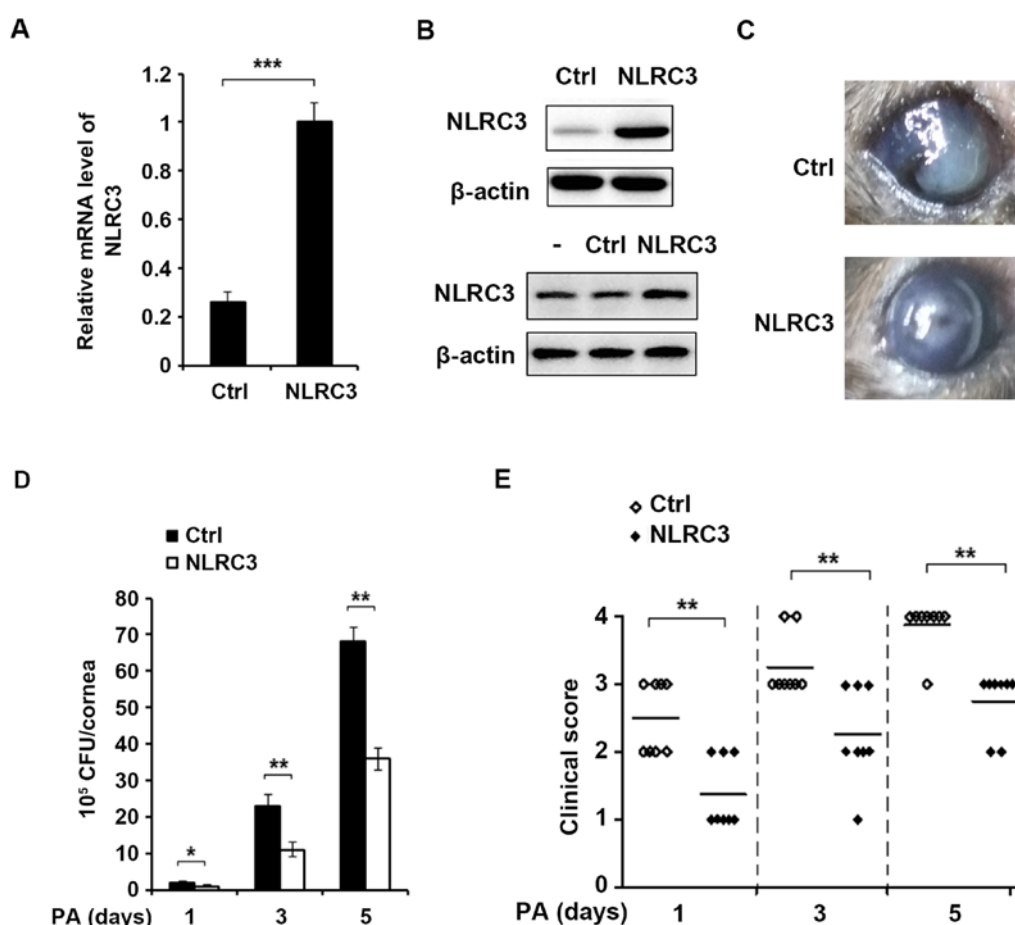 A
***
1.2
1
0.8
0.6
0.4
0.2
0
Relative mRNA level of
NLRC3
Ctrl NLRC3
B
Ctrl NLRC3
NLRC3
β-actin
- Ctrl NLRC3
NLRC3
β-actin
C
Ctrl
NLRC3
D
Ctrl
NLRC3
80
70
60
50
40
30
20
10
0
10⁵ CFU/cornea
*
**
**
PA (days) 1 3 5
E
Ctrl
NLRC3
**
**
**
4
3
2
1
0
Clinical score
PA (days) 1 3 5